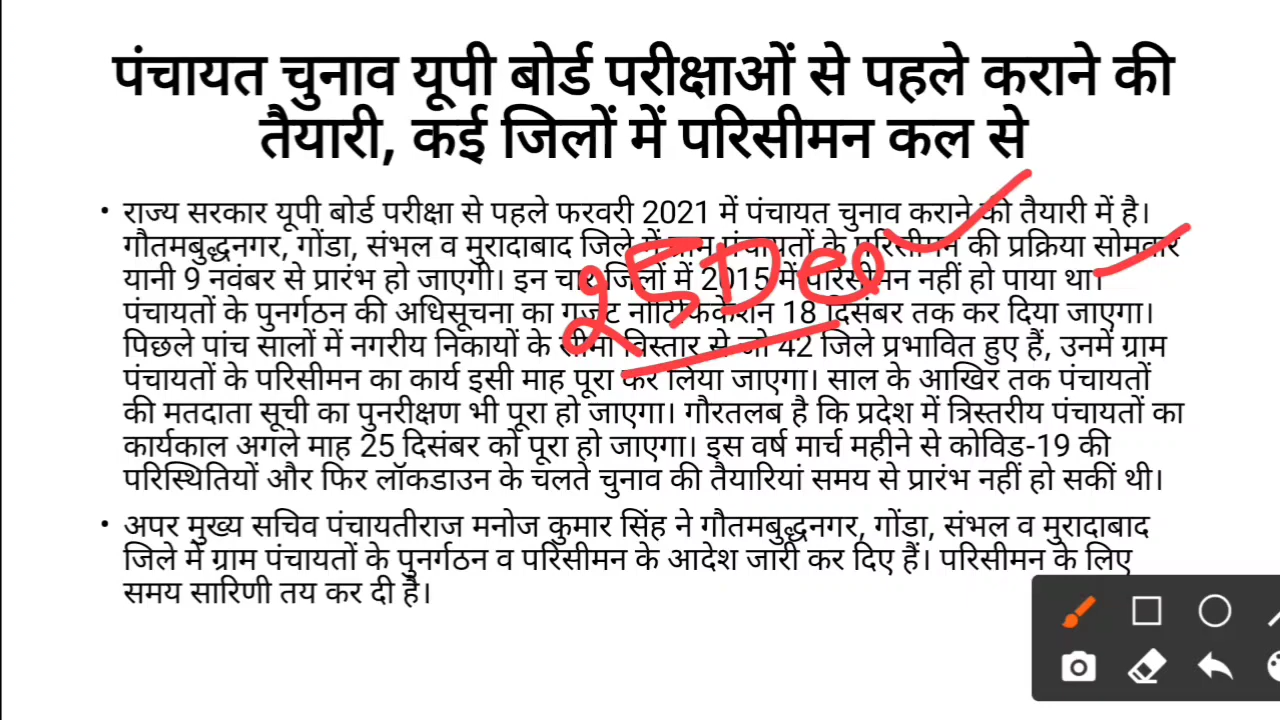 पंचायत चुनाव यूपी बोर्ड परीक्षाओं से पहले कराने की
तैयारी, कई जिलों में परिसीमन कल से
• राज्य सरकार यूपी बोर्ड परीक्षा से पहले फरवरी 2021 में पंचायत चुनाव कराने की तैयारी में है।
गौतमबुद्धनगर, गोंडा, संभल व मुरादाबाद जिले में ग्राम पंचायतों के परिसीमन की प्रक्रिया सोमवार
यानी 9 नवंबर से प्रारंभ हो जाएगी। इन चार जिलों में 2015 में परिसीमन नहीं हो पाया था।
पंचायतों के पुनर्गठन की अधिसूचना का गजट नोटिफिकेशन 18 दिसंबर तक कर दिया जाएगा।
पिछले पांच सालों में नगरीय निकायों के सीमा विस्तार से जो 42 जिले प्रभावित हुए हैं, उनमें ग्राम
पंचायतों के परिसीमन का कार्य इसी माह पूरा कर लिया जाएगा। साल के आखिर तक पंचायतों
की मतदाता सूची का पुनरीक्षण भी पूरा हो जाएगा। गौरतलब है कि प्रदेश में त्रिस्तरीय पंचायतों का
कार्यकाल अगले माह 25 दिसंबर को पूरा हो जाएगा। इस वर्ष मार्च महीने से कोविड-19 की
परिस्थितियों और फिर लॉकडाउन के चलते चुनाव की तैयारियां समय से प्रारंभ नहीं हो सकीं थी।
• अपर मुख्य सचिव पंचायतीराज मनोज कुमार सिंह ने गौतमबुद्धनगर, गोंडा, संभल व मुरादाबाद
जिले में ग्राम पंचायतों के पुनर्गठन व परिसीमन के आदेश जारी कर दिए हैं। परिसीमन के लिए
समय सारिणी तय कर दी है।
25 Dec